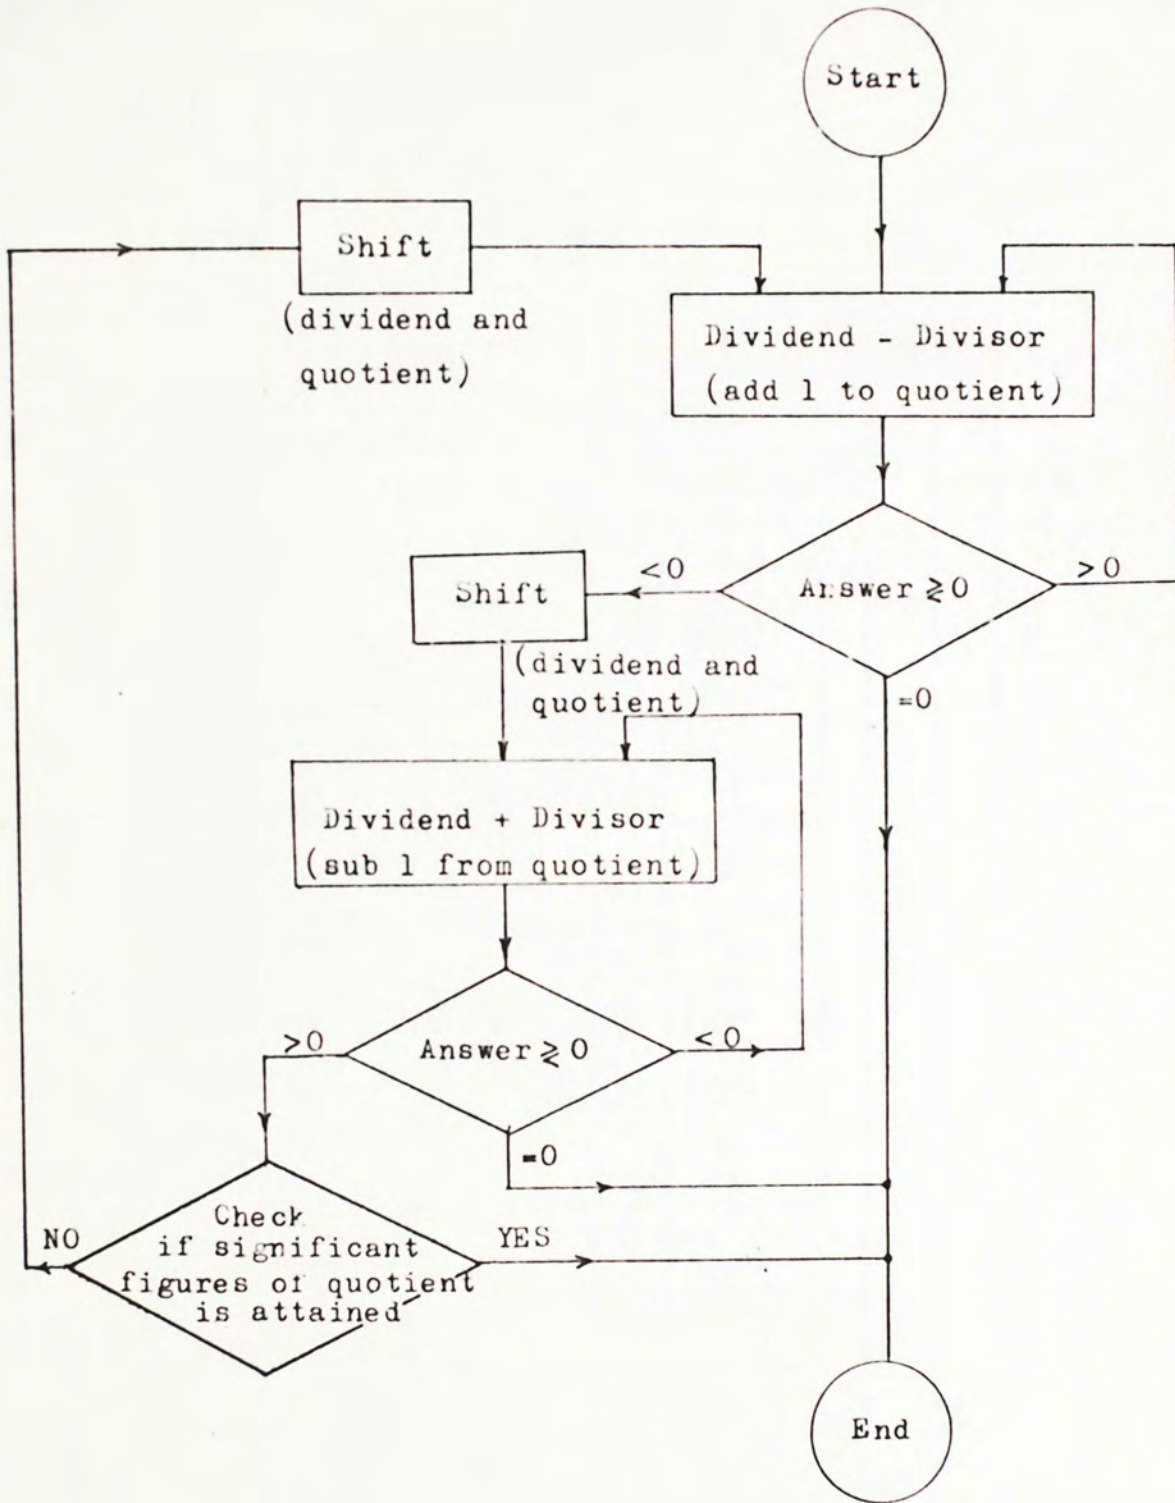 Start
Shift
(dividend and
quotient)
Dividend - Divisor
(add 1 to quotient)
Answer ≷ 0
<0
>0
=0
Shift
(dividend and
quotient)
Dividend + Divisor
(sub 1 from quotient)
Answer ≷ 0
>0
<0
=0
Check
if significant
figures of quotient
is attained
NO
YES
End